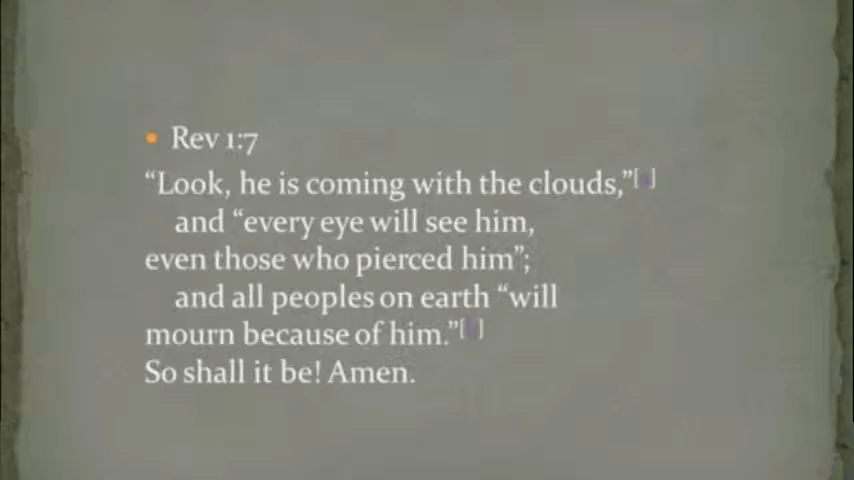 • Rev 1:7
“Look, he is coming with the clouds,”[ ]
and “every eye will see him,
even those who pierced him”;
and all peoples on earth “will
mourn because of him.”[ ]
So shall it be! Amen.